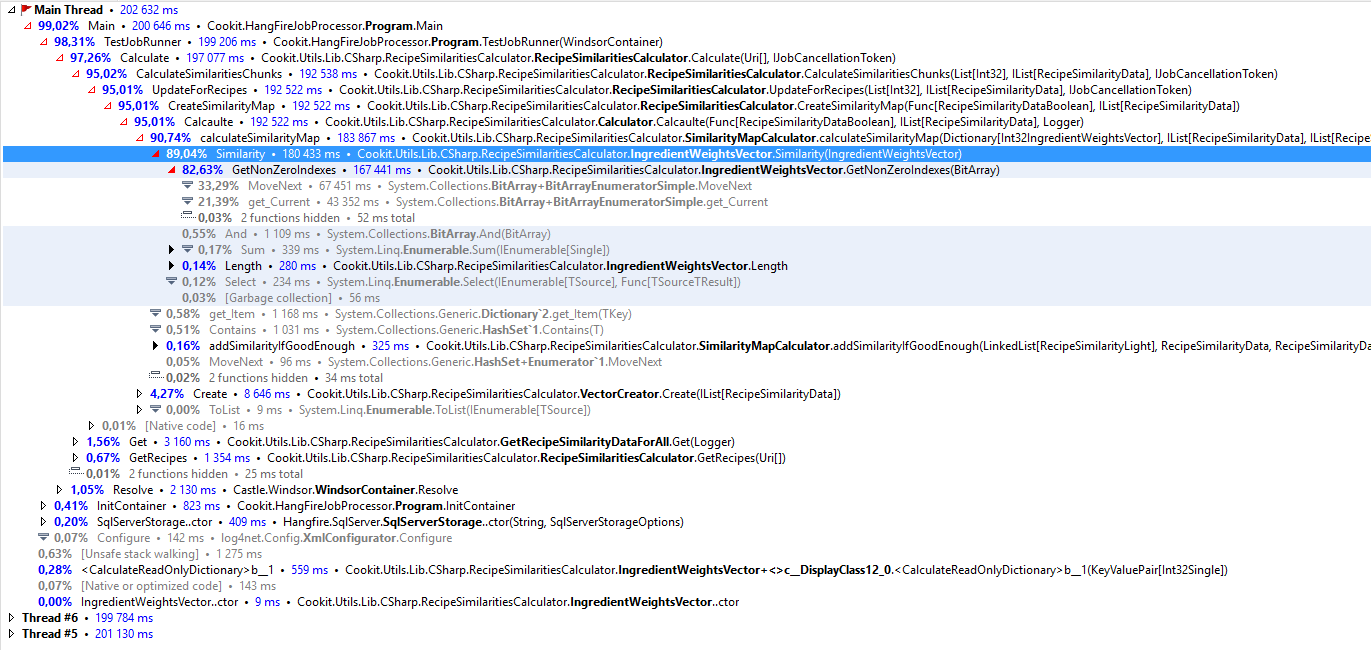 Main Thread • 202 632 ms
99,02% Main • 200 646 ms • Cookit.HangFireJobProcessor.Program.Main
98,31% TestJobRunner • 199 206 ms • Cookit.HangFireJobProcessor.Program.TestJobRunner(WindsorContainer)
97,26% Calculate • 197 077 ms • Cookit.Utils.Lib.CSharp.RecipeSimilaritiesCalculator.RecipeSimilaritiesCalculator.Calculate(Uri[], IJobCancellationToken)
95,02% CalculateSimilaritiesChunks • 192 538 ms • Cookit.Utils.Lib.CSharp.RecipeSimilaritiesCalculator.RecipeSimilaritiesCalculator.CalculateSimilaritiesChunks(List[Int32], IList[RecipeSimilarityData], IJobCancellationToken)
95,01% UpdateForRecipes • 192 522 ms • Cookit.Utils.Lib.CSharp.RecipeSimilaritiesCalculator.RecipeSimilaritiesCalculator.UpdateForRecipes(List[Int32], IList[RecipeSimilarityData], IJobCancellationToken)
95,01% CreateSimilarityMap • 192 522 ms • Cookit.Utils.Lib.CSharp.RecipeSimilaritiesCalculator.RecipeSimilaritiesCalculator.CreateSimilarityMap(Func[RecipeSimilarityDataBoolean], IList[RecipeSimilarityData])
95,01% Calcaulte • 192 522 ms • Cookit.Utils.Lib.CSharp.RecipeSimilaritiesCalculator.Calculator.Calcaulte(Func[RecipeSimilarityDataBoolean], IList[RecipeSimilarityData], Logger)
90,74% calculateSimilarityMap • 183 867 ms • Cookit.Utils.Lib.CSharp.RecipeSimilaritiesCalculator.SimilarityMapCalculator.calculateSimilarityMap(Dictionary[Int32IngredientWeightsVector], IList[RecipeSimilarityData], IList[Recipe
89,04% Similarity • 180 433 ms • Cookit.Utils.Lib.CSharp.RecipeSimilaritiesCalculator.IngredientWeightsVector.Similarity(IngredientWeightsVector)
82,63% GetNonZeroIndexes • 167 441 ms • Cookit.Utils.Lib.CSharp.RecipeSimilaritiesCalculator.IngredientWeightsVector.GetNonZeroIndexes(BitArray)
33,29% MoveNext • 67 451 ms • System.Collections.BitArray+BitArrayEnumeratorSimple.MoveNext
21,39% get_Current • 43 352 ms • System.Collections.BitArray+BitArrayEnumeratorSimple.get_Current
0,03% 2 functions hidden • 52 ms total
0,55% And • 1 109 ms • System.Collections.BitArray.And(BitArray)
0,17% Sum • 339 ms • System.Linq.Enumerable.Sum(IEnumerable[Single])
0,14% Length • 280 ms • Cookit.Utils.Lib.CSharp.RecipeSimilaritiesCalculator.IngredientWeightsVector.Length
0,12% Select • 234 ms • System.Linq.Enumerable.Select(IEnumerable[TSource], Func[TSourceTResult])
0,03% [Garbage collection] • 56 ms
0,58% get_Item • 1 168 ms • System.Collections.Generic.Dictionary`2.get_Item(TKey)
0,51% Contains • 1 031 ms • System.Collections.Generic.HashSet`1.Contains(T)
0,16% addSimilarityIfGoodEnough • 325 ms • Cookit.Utils.Lib.CSharp.RecipeSimilaritiesCalculator.SimilarityMapCalculator.addSimilarityIfGoodEnough(LinkedList[RecipeSimilarityLight], RecipeSimilarityData, RecipeSimilarityDa
0,05% MoveNext • 96 ms • System.Collections.Generic.HashSet+Enumerator`1.MoveNext
0,02% 2 functions hidden • 34 ms total
4,27% Create • 8 646 ms • Cookit.Utils.Lib.CSharp.RecipeSimilaritiesCalculator.VectorCreator.Create(IList[RecipeSimilarityData])
0,00% ToList • 9 ms • System.Linq.Enumerable.ToList(IEnumerable[TSource])
0,01% [Native code] • 16 ms
1,56% Get • 3 160 ms • Cookit.Utils.Lib.CSharp.RecipeSimilaritiesCalculator.GetRecipeSimilarityDataForAll.Get(Logger)
0,67% GetRecipes • 1 354 ms • Cookit.Utils.Lib.CSharp.RecipeSimilaritiesCalculator.RecipeSimilaritiesCalculator.GetRecipes(Uri[])
0,01% 2 functions hidden • 25 ms total
1,05% Resolve • 2 130 ms • Castle.Windsor.WindsorContainer.Resolve
0,41% InitContainer • 823 ms • Cookit.HangFireJobProcessor.Program.InitContainer
0,20% SqlServerStorage..ctor • 409 ms • Hangfire.SqlServer.SqlServerStorage..ctor(String, SqlServerStorageOptions)
0,07% Configure • 142 ms • log4net.Config.XmlConfigurator.Configure
0,63% [Unsafe stack walking] • 1 275 ms
0,28% <CalculateReadOnlyDictionary>b__1 • 559 ms • Cookit.Utils.Lib.CSharp.RecipeSimilaritiesCalculator.IngredientWeightsVector+<>c__DisplayClass12_0.<CalculateReadOnlyDictionary>b__1(KeyValuePair[Int32Single])
0,07% [Native or optimized code] • 143 ms
0,00% IngredientWeightsVector..ctor • 9 ms • Cookit.Utils.Lib.CSharp.RecipeSimilaritiesCalculator.IngredientWeightsVector..ctor
Thread #6 • 199 784 ms
Thread #5 • 201 130 ms